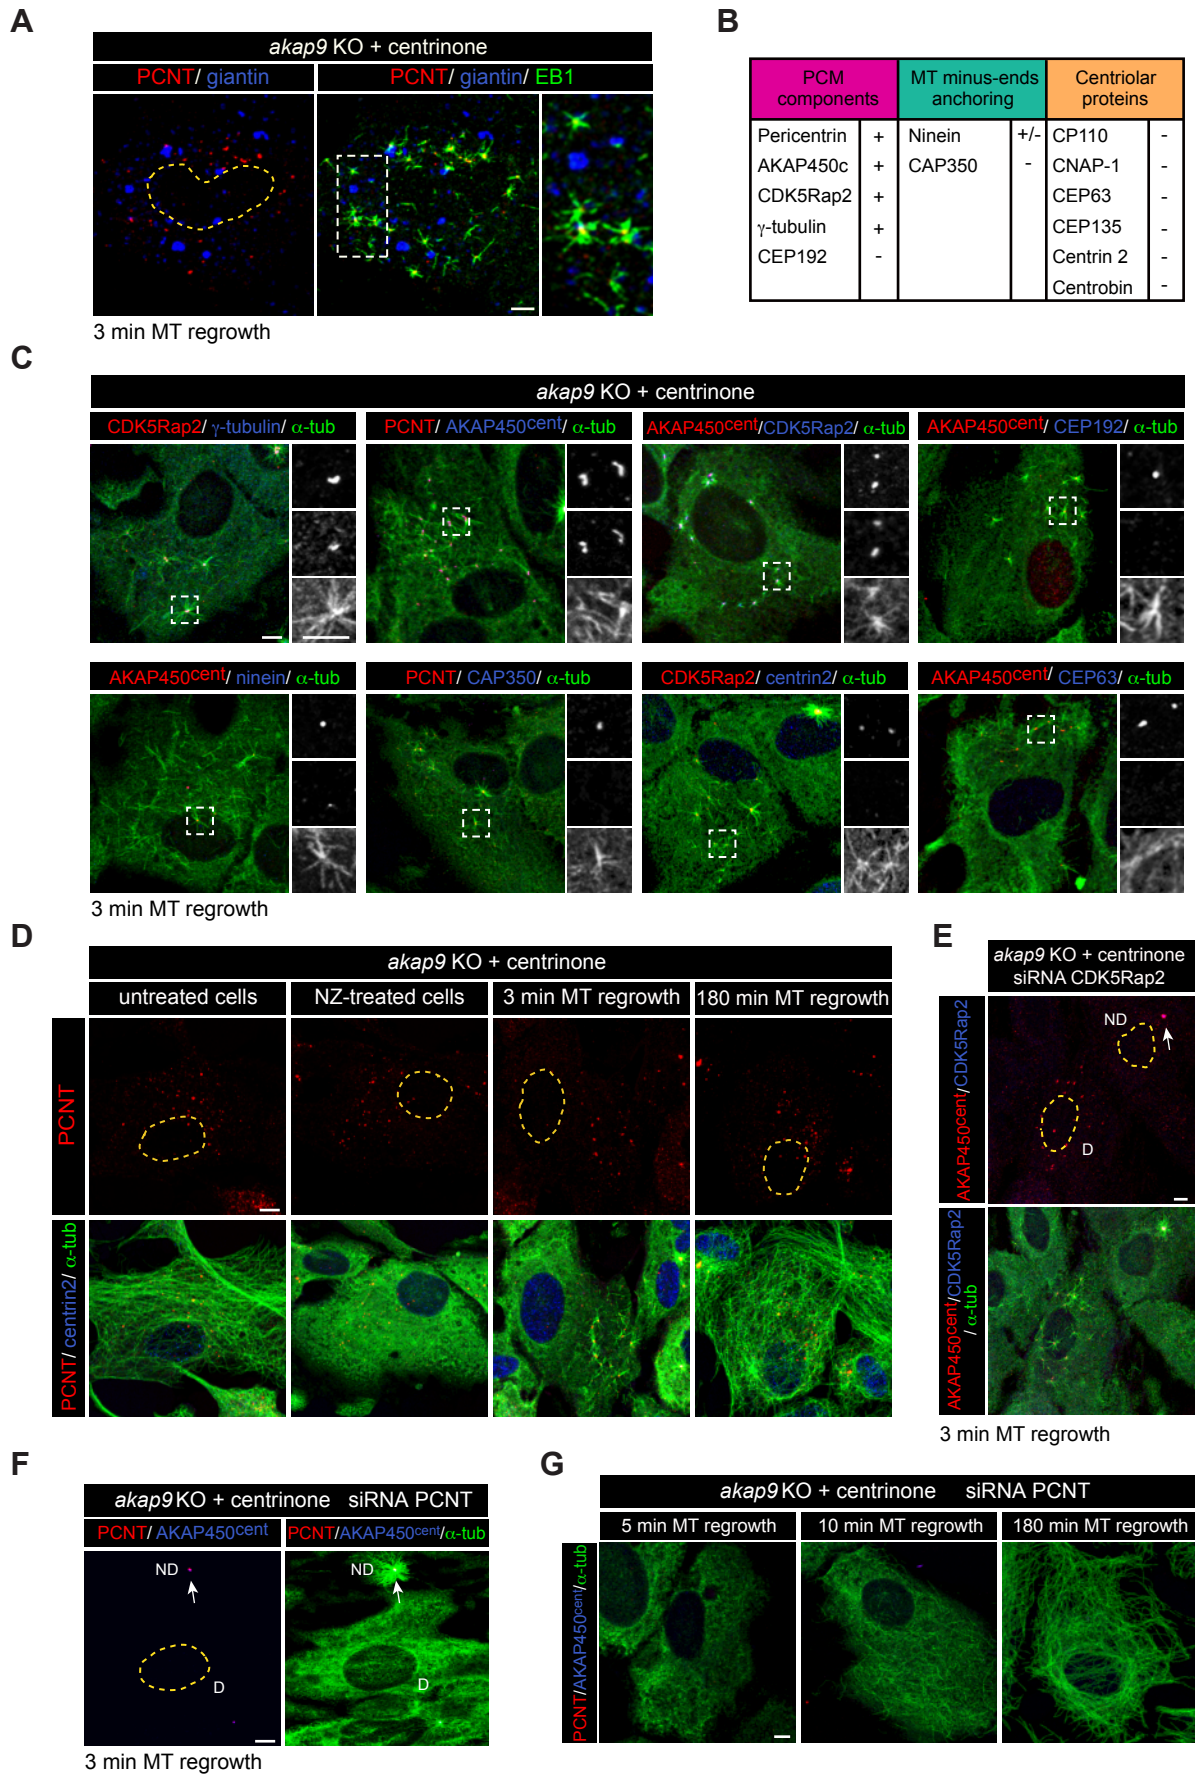 A
akap9 KO + centrinone
PCNT/ giantin
PCNT/ giantin/ EB1
3 min MT regrowth
B
PCM components
MT minus-ends anchoring
Centriolar proteins
Pericentrin + Ninein +/- CP110 -
AKAP450c + CAP350 - CNAP-1 -
CDK5Rap2 + CEP63 -
γ-tubulin + CEP135 -
CEP192 - Centrin 2 -
Centrobin -
C
akap9 KO + centrinone
CDK5Rap2/ γ-tubulin/ α-tub
PCNT/ AKAP450cent/ α-tub
AKAP450cent/CDK5Rap2/ α-tub
AKAP450cent/ CEP192/ α-tub
AKAP450cent/ ninein/ α-tub
PCNT/ CAP350/ α-tub
CDK5Rap2/ centrin2/ α-tub
AKAP450cent/ CEP63/ α-tub
3 min MT regrowth
D
akap9 KO + centrinone
untreated cells
NZ-treated cells
3 min MT regrowth
180 min MT regrowth
PCNT
PCNT/ centrin2/ α-tub
E
akap9 KO + centrinone
siRNA CDK5Rap2
AKAP450cent/CDK5Rap2
ND
D
AKAP450cent/CDK5Rap2
/ α-tub
3 min MT regrowth
F
akap9 KO + centrinone siRNA PCNT
PCNT/ AKAP450cent
PCNT/AKAP450cent/α-tub
ND
D
ND
D
3 min MT regrowth
G
akap9 KO + centrinone siRNA PCNT
5 min MT regrowth
10 min MT regrowth
180 min MT regrowth
PCNT/AKAP450cent/α-tub